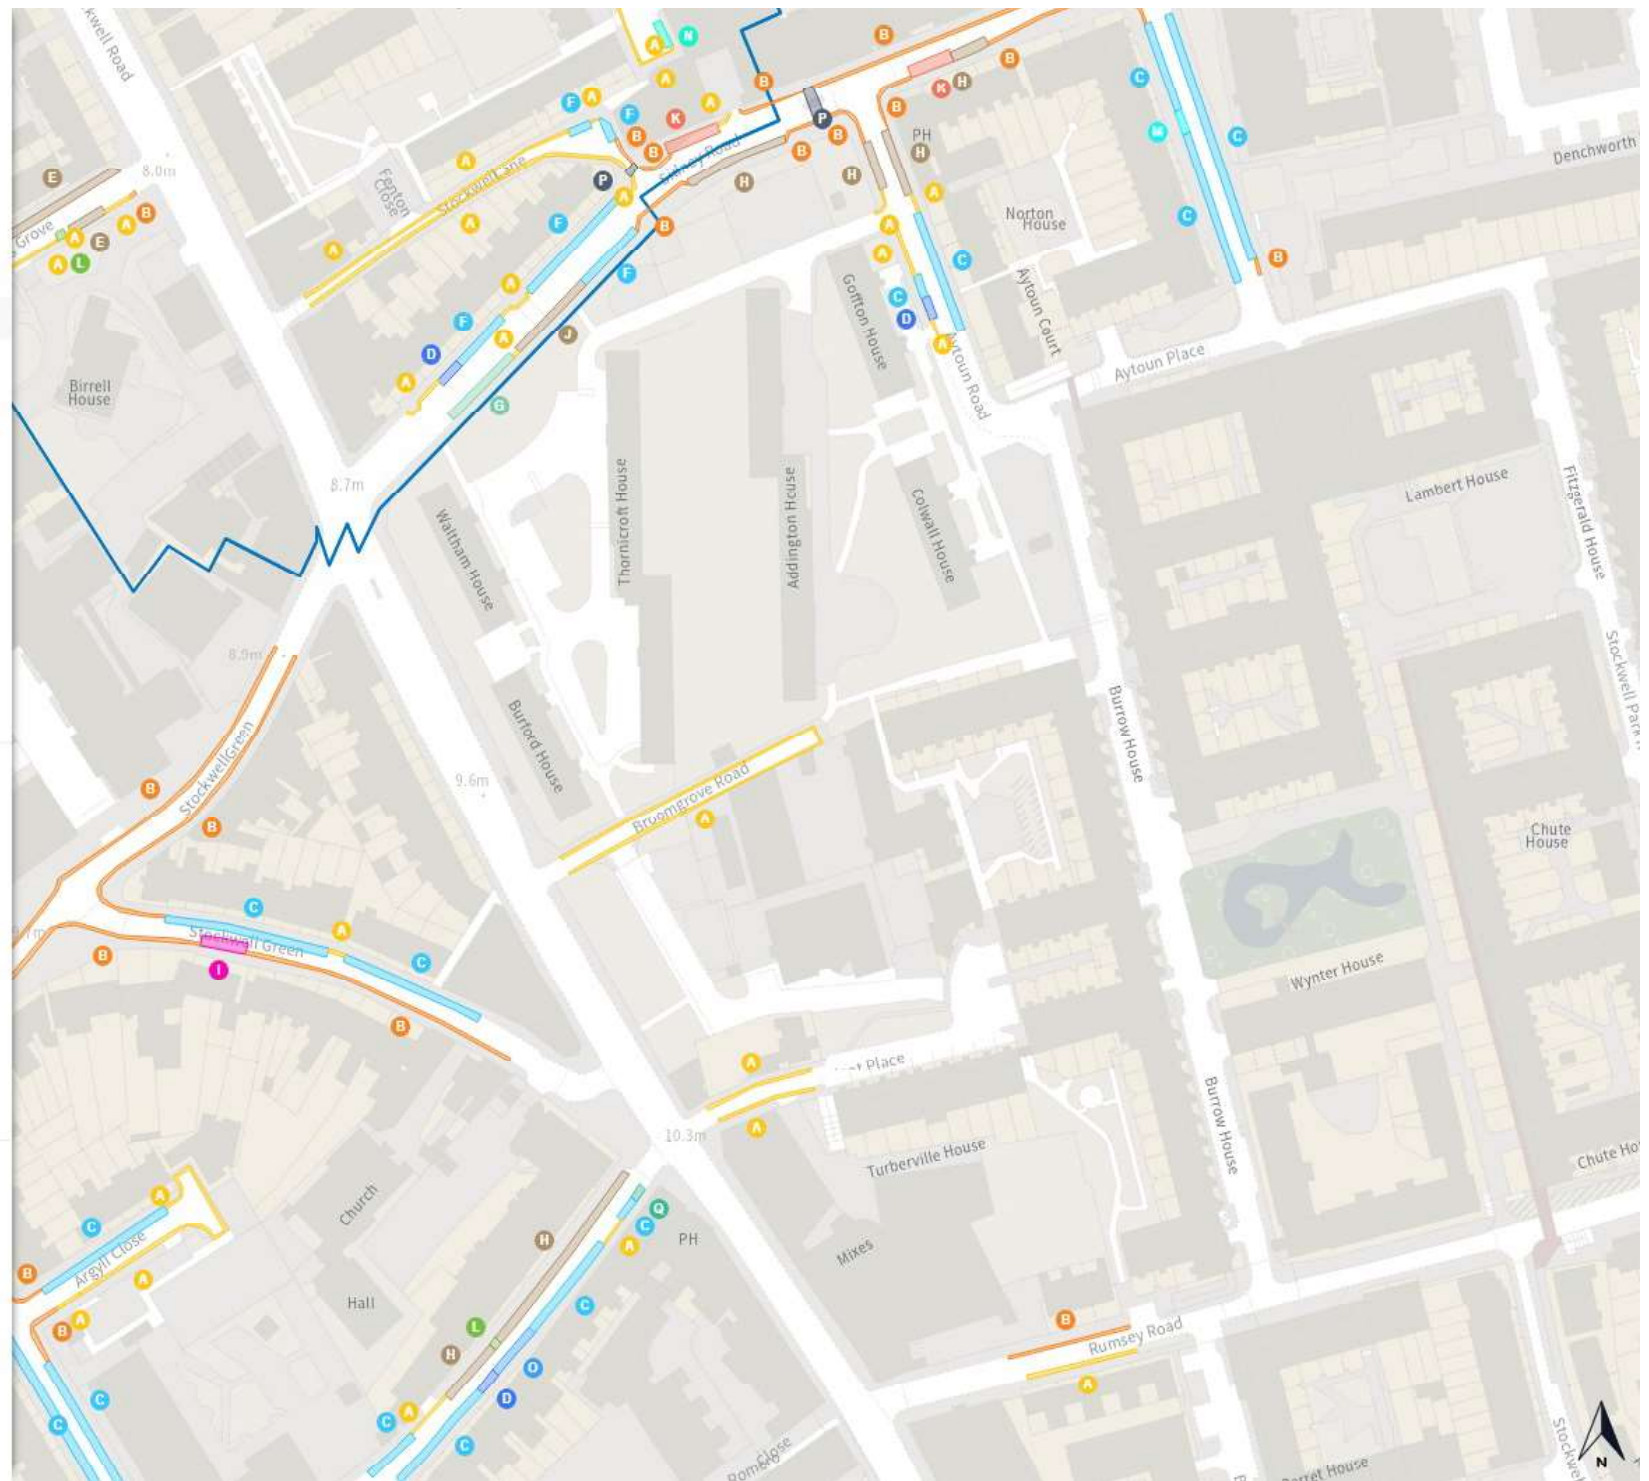 ckwell Road
N
A
A
B
B
B
K
H
C
F
A
F
A
K
B
B
B
P
B
B
PH
H
M
C
Denchworth
8.0m
E
A
Fenton
Close
Stockwell Lane
P
Sidney Road
H
H
A
B
A
E
A
L
Grove
A
A
A
F
B
A
A
Norton
House
C
C
B
F
C
D
A
Goffton House
Aytoun Court
Aytoun Road
Aytoun Place
A
F
D
A
J
A
G
Birrell
House
8.7m
Waltham House
Thornicroft House
Addington House
Colwall House
Lambert House
Fitzgerald House
8.9m
Stockwell Green
B
B
Burford House
9.6m
Broomgrove Road
A
Burrow House
Stockwell Park
Chute
House
C
A
C
Stockwell Green
B
I
B
Wynter House
A
A
Place
10.3m
Turberville House
Burrow House
Chute Ho
A
C
Argyll Close
B
A
B
A
Church
Hall
H
Q
C
A
PH
Mixes
C
L
H
O
D
B
Rumsey Road
A
C
C
A
C
C
Close
rret House
Stockwe
N